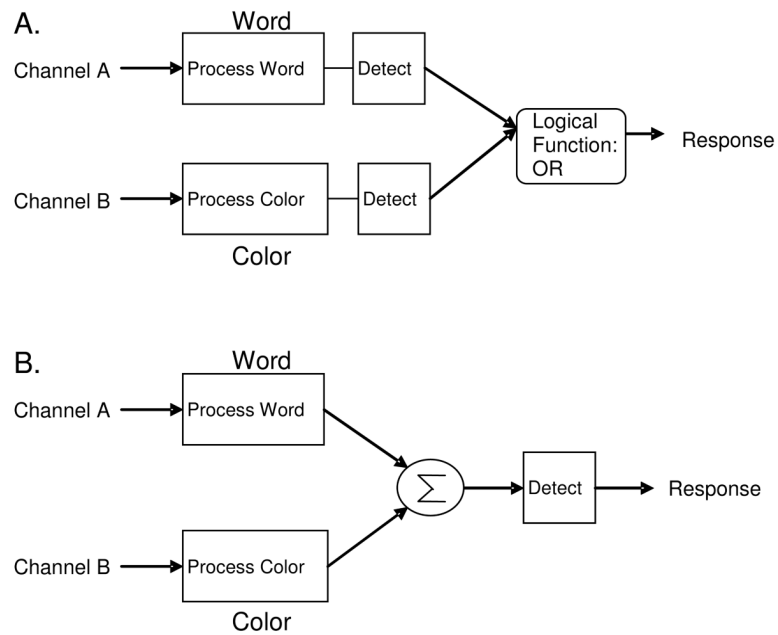 A.
Word
Channel A
Process Word
Detect
Logical
Function:
OR
Response
Channel B
Process Color
Detect
Color
B.
Word
Channel A
Process Word
Σ
Detect
Response
Channel B
Process Color
Color